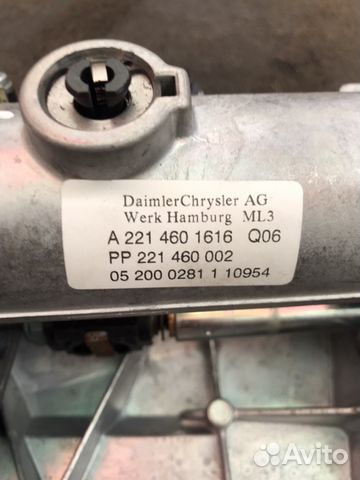 DaimlerChrysler AG
Werk Hamburg ML3
A 221 460 1616 Q06
PP 221 460 002
05 200 0281 1 10954
Avito